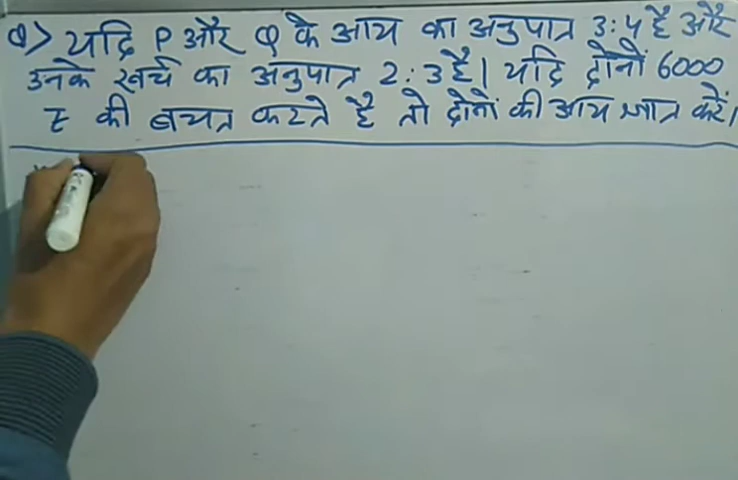 Q> यदि P और Q के आय का अनुपात 3:4 है और
उनके खर्च का अनुपात 2:3 है। यदि दोनों 6000
₹ की बचत करते है तो दोनों की आय ज्ञात करें।